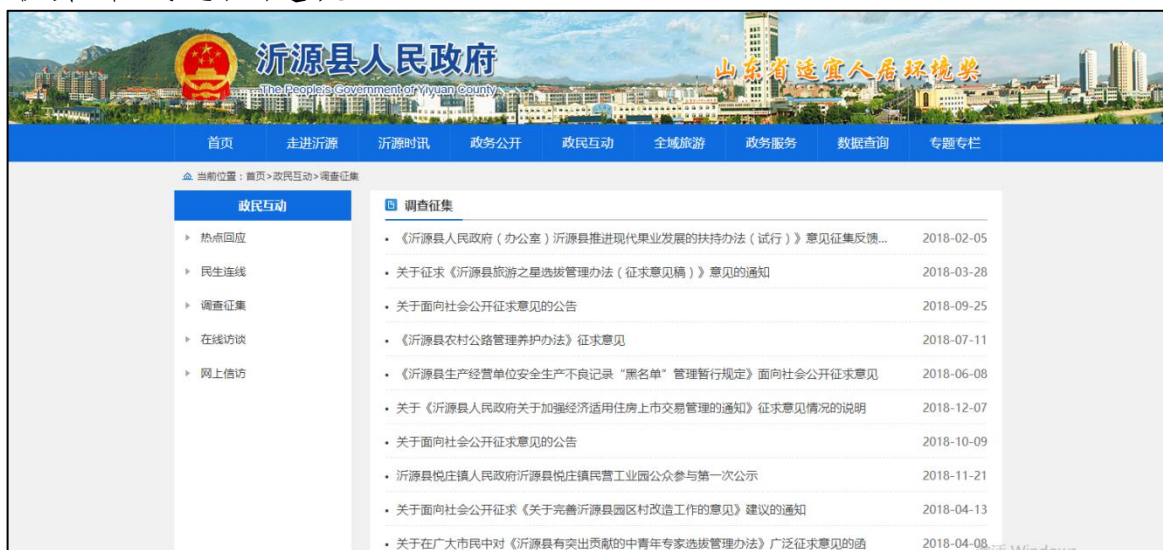 沂源县人民政府
The People's Government of Yiyuan County
山东省适宜人居环境奖
首页 走进沂源 沂源时讯 政务公开 政民互动 全域旅游 政务服务 数据查询 专题专栏
当前位置：首页>政民互动>调查征集
政民互动
热点回应
民生连线
调查征集
在线访谈
网上信访
调查征集
《沂源县人民政府（办公室）沂源县推进现代果业发展的扶持办法（试行）》意见征集反馈... 2018-02-05
关于征求《沂源县旅游之星选拔管理办法（征求意见稿）》意见的通知 2018-03-28
关于面向社会公开征求意见的公告 2018-09-25
《沂源县农村公路管理养护办法》征求意见 2018-07-11
《沂源县生产经营单位安全生产不良记录“黑名单”管理暂行规定》面向社会公开征求意见 2018-06-08
关于《沂源县人民政府关于加强经济适用住房上市交易管理的通知》征求意见情况的说明 2018-12-07
关于面向社会公开征求意见的公告 2018-10-09
沂源县悦庄镇人民政府沂源县悦庄镇民营工业园公众参与第一次公示 2018-11-21
关于面向社会公开征求《关于完善沂源县园区村改造工作的意见》建议的通知 2018-04-13
关于在广大市民中对《沂源县有突出贡献的中青年专家选拔管理办法》广泛征求意见的函 2018-04-08